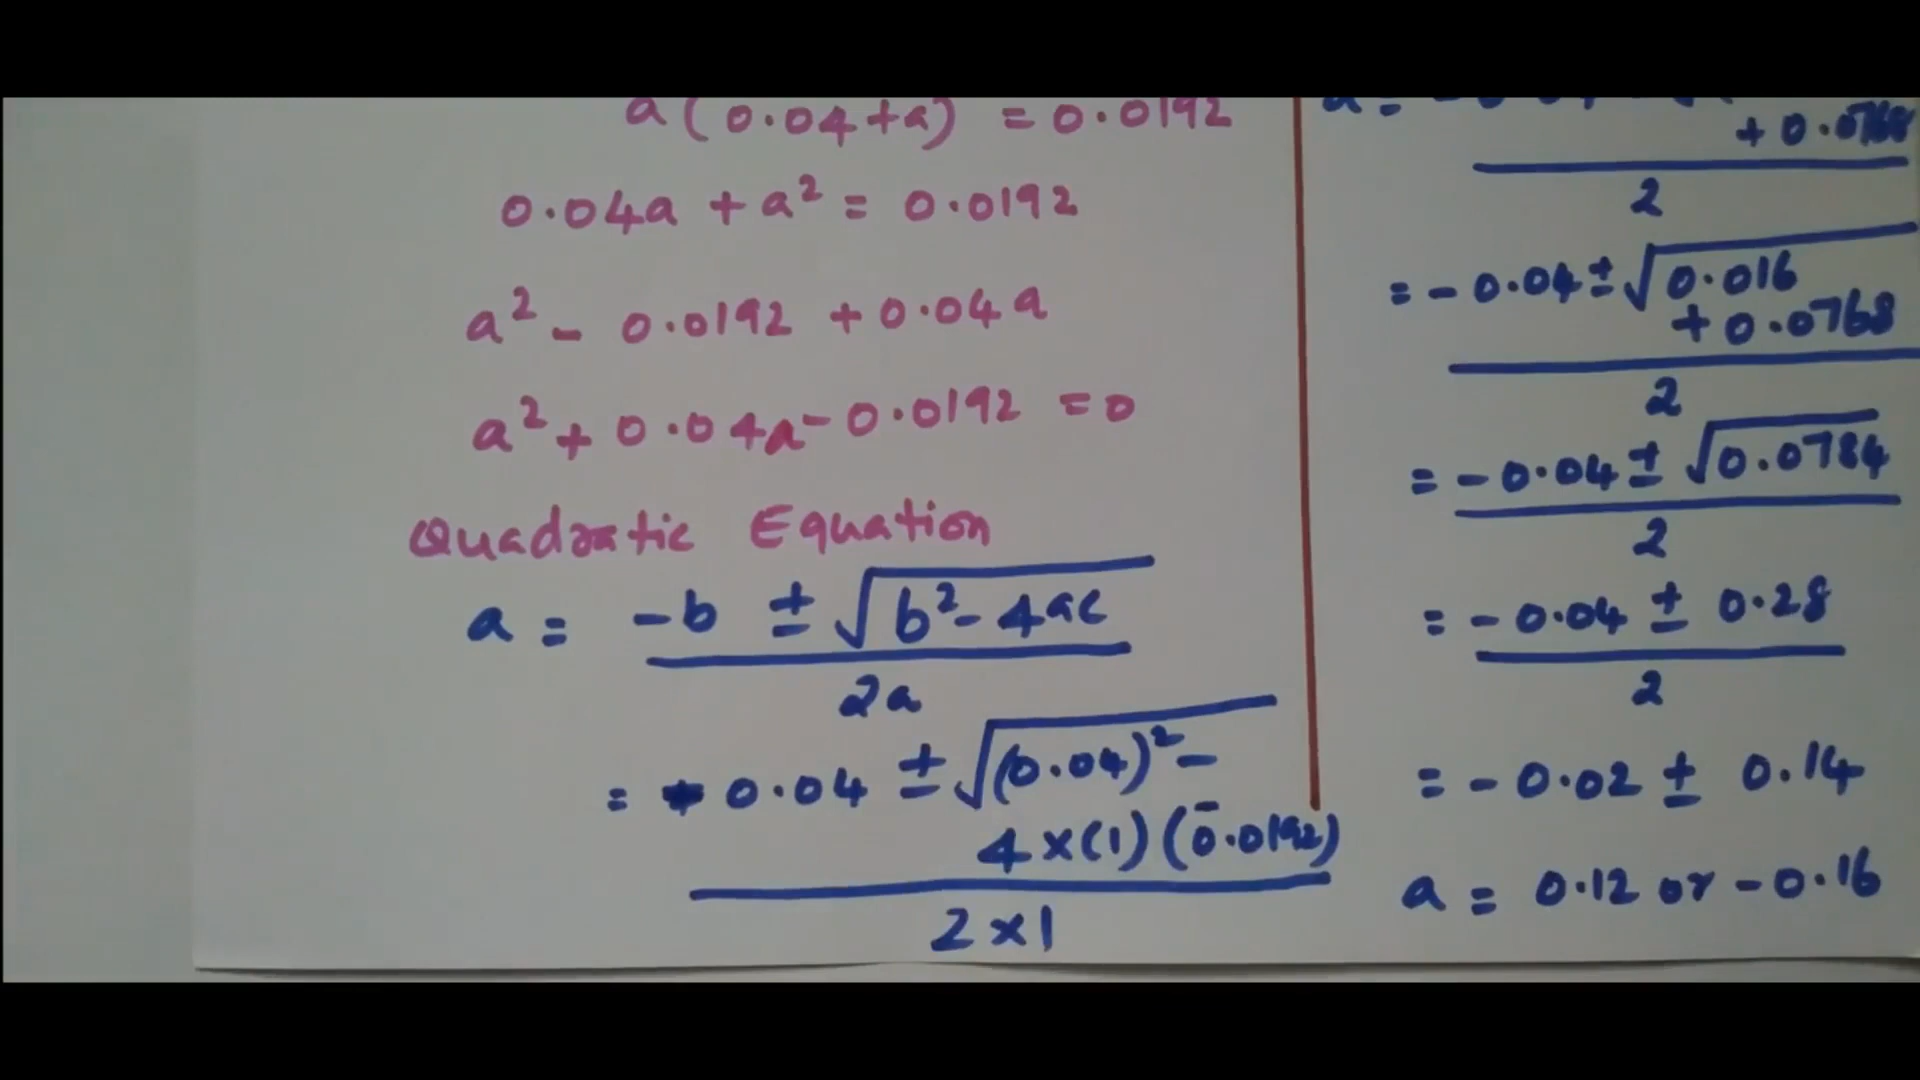 a(0.04+a) = 0.0192
0.04a + a² = 0.0192
a² - 0.0192 + 0.04a
a² + 0.04a - 0.0192 = 0
Quadratic Equation
a = -b ± √b² - 4ac
2a
= - 0.04 ± √(0.04)² -
4×(1)(-0.0192)
2×1
+ 0.0768
2
= - 0.04 ± √0.016
+ 0.0768
2
= - 0.04 ± √0.0784
2
= - 0.04 ± 0.28
2
= - 0.02 ± 0.14
a = 0.12 or - 0.16